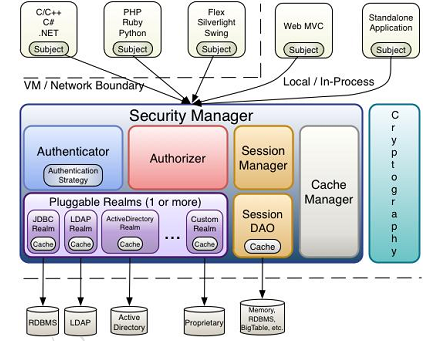 C/C++
C#
.NET
Subject
PHP
Ruby
Python
Subject
Flex
Silverlight
Swing
Subject
Web MVC
Subject
Standalone
Application
Subject
VM / Network Boundary
Local / In-Process
Security Manager
Authenticator
Authentication
Strategy
Authorizer
Session
Manager
Cache
Manager
Cryptography
Pluggable Realms (1 or more)
JDBC
Realm
Cache
LDAP
Realm
Cache
ActiveDirectory
Realm
Cache
...
Custom
Realm
Cache
Session
DAO
Cache
RDBMS
LDAP
Active
Directory
Proprietary
Memory,
RDBMS,
BigTable, etc.